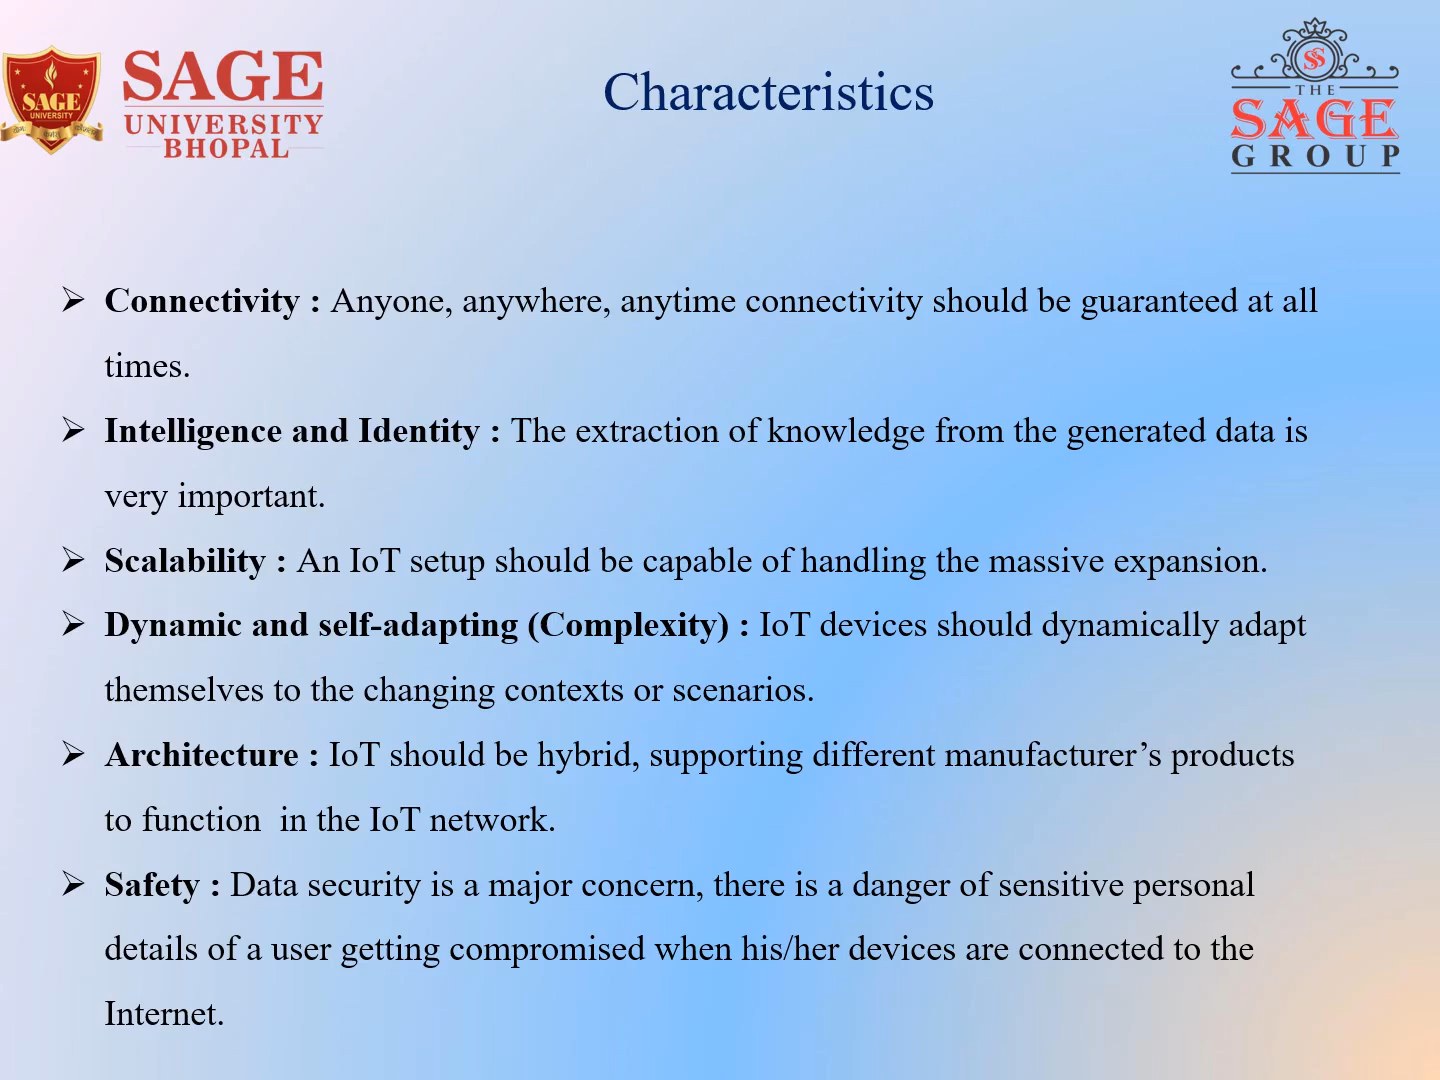 SAGE
UNIVERSITY
SAGE
UNIVERSITY
BHOPAL
Characteristics
THE
SAGE
GROUP
➢ Connectivity : Anyone, anywhere, anytime connectivity should be guaranteed at all
times.
➢ Intelligence and Identity : The extraction of knowledge from the generated data is
very important.
➢ Scalability : An IoT setup should be capable of handling the massive expansion.
➢ Dynamic and self-adapting (Complexity) : IoT devices should dynamically adapt
themselves to the changing contexts or scenarios.
➢ Architecture : IoT should be hybrid, supporting different manufacturer’s products
to function  in the IoT network.
➢ Safety : Data security is a major concern, there is a danger of sensitive personal
details of a user getting compromised when his/her devices are connected to the
Internet.